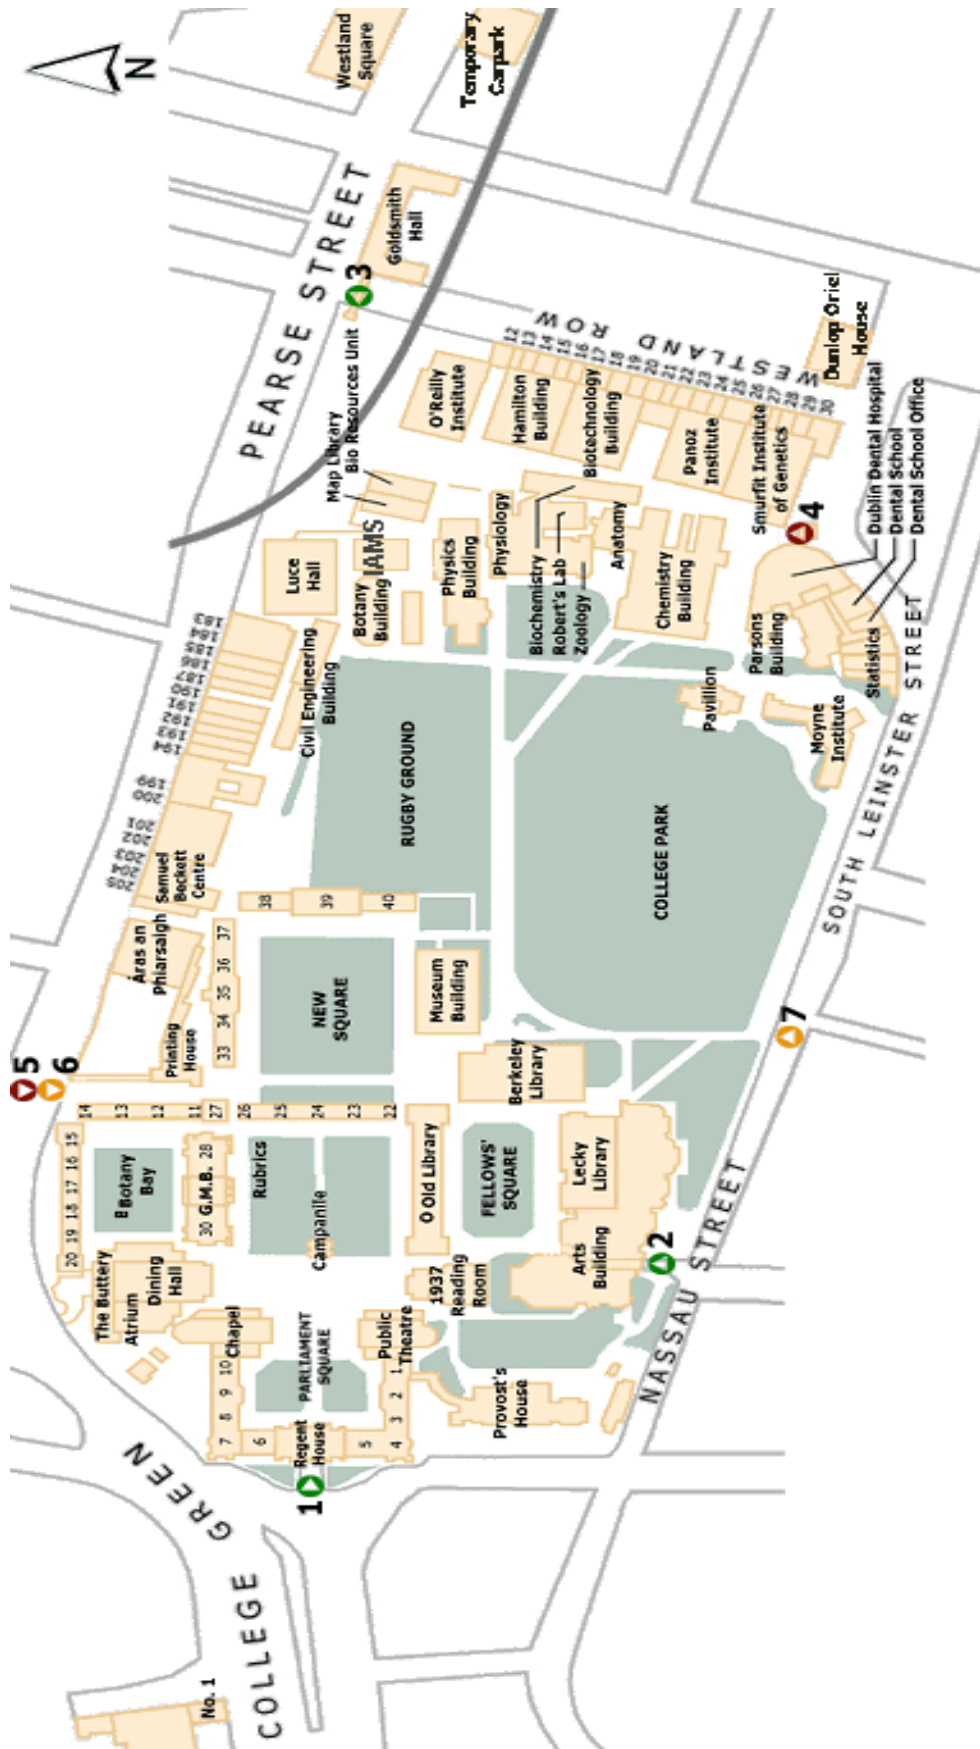 N
Westland
Square
Temporary
Carpark
PEARSE STREET
3
Goldsmith
Hall
WESTLAND ROW
12
13
14
15
16
17
18
19
20
21
22
23
24
25
26
27
28
29
30
Dunlop Oriel
House
Map Library
Bio Resources Unit
O'Reilly
Institute
Hamilton
Building
Biotechnology
Building
Panoz
Institute
Smurfit Institute
of Genetics
4
Dublin Dental Hospital
Dental School
Dental School Office
Luce
Hall
IAMS
Botany
Building
Physics
Building
Physiology
Biochemistry
Robert's Lab
Zoology
Anatomy
Chemistry
Building
Parsons
Building
Statistics
183
184
185
186
187
190
191
192
193
194
199
200
201
202
203
204
205
Civil Engineering
Building
RUGBY GROUND
COLLEGE PARK
Pavillion
Moyne
Institute
SOUTH LEINSTER STREET
Samuel
Beckett
Centre
Aras an
Phiarsaigh
Printing
House
38
39
40
37
36
35
34
33
NEW
SQUARE
Museum
Building
Berkeley
Library
7
5
6
14
13
12
11
27
26
25
24
23
22
15
16
17
18
19
20
BBotany
Bay
G.M.B.
28
30
Rubrics
Campanile
O Old Library
FELLOWS'
SQUARE
Lecky
Library
Arts
Building
2
NASSAU STREET
The Buttery
Atrium
Dining
Hall
Chapel
PARLIAMENT
SQUARE
Public
Theatre
1937
Reading
Room
Provost's
House
10
9
8
7
6
Regent
House
5
4
3
2
1
1
COLLEGE GREEN
No. 1